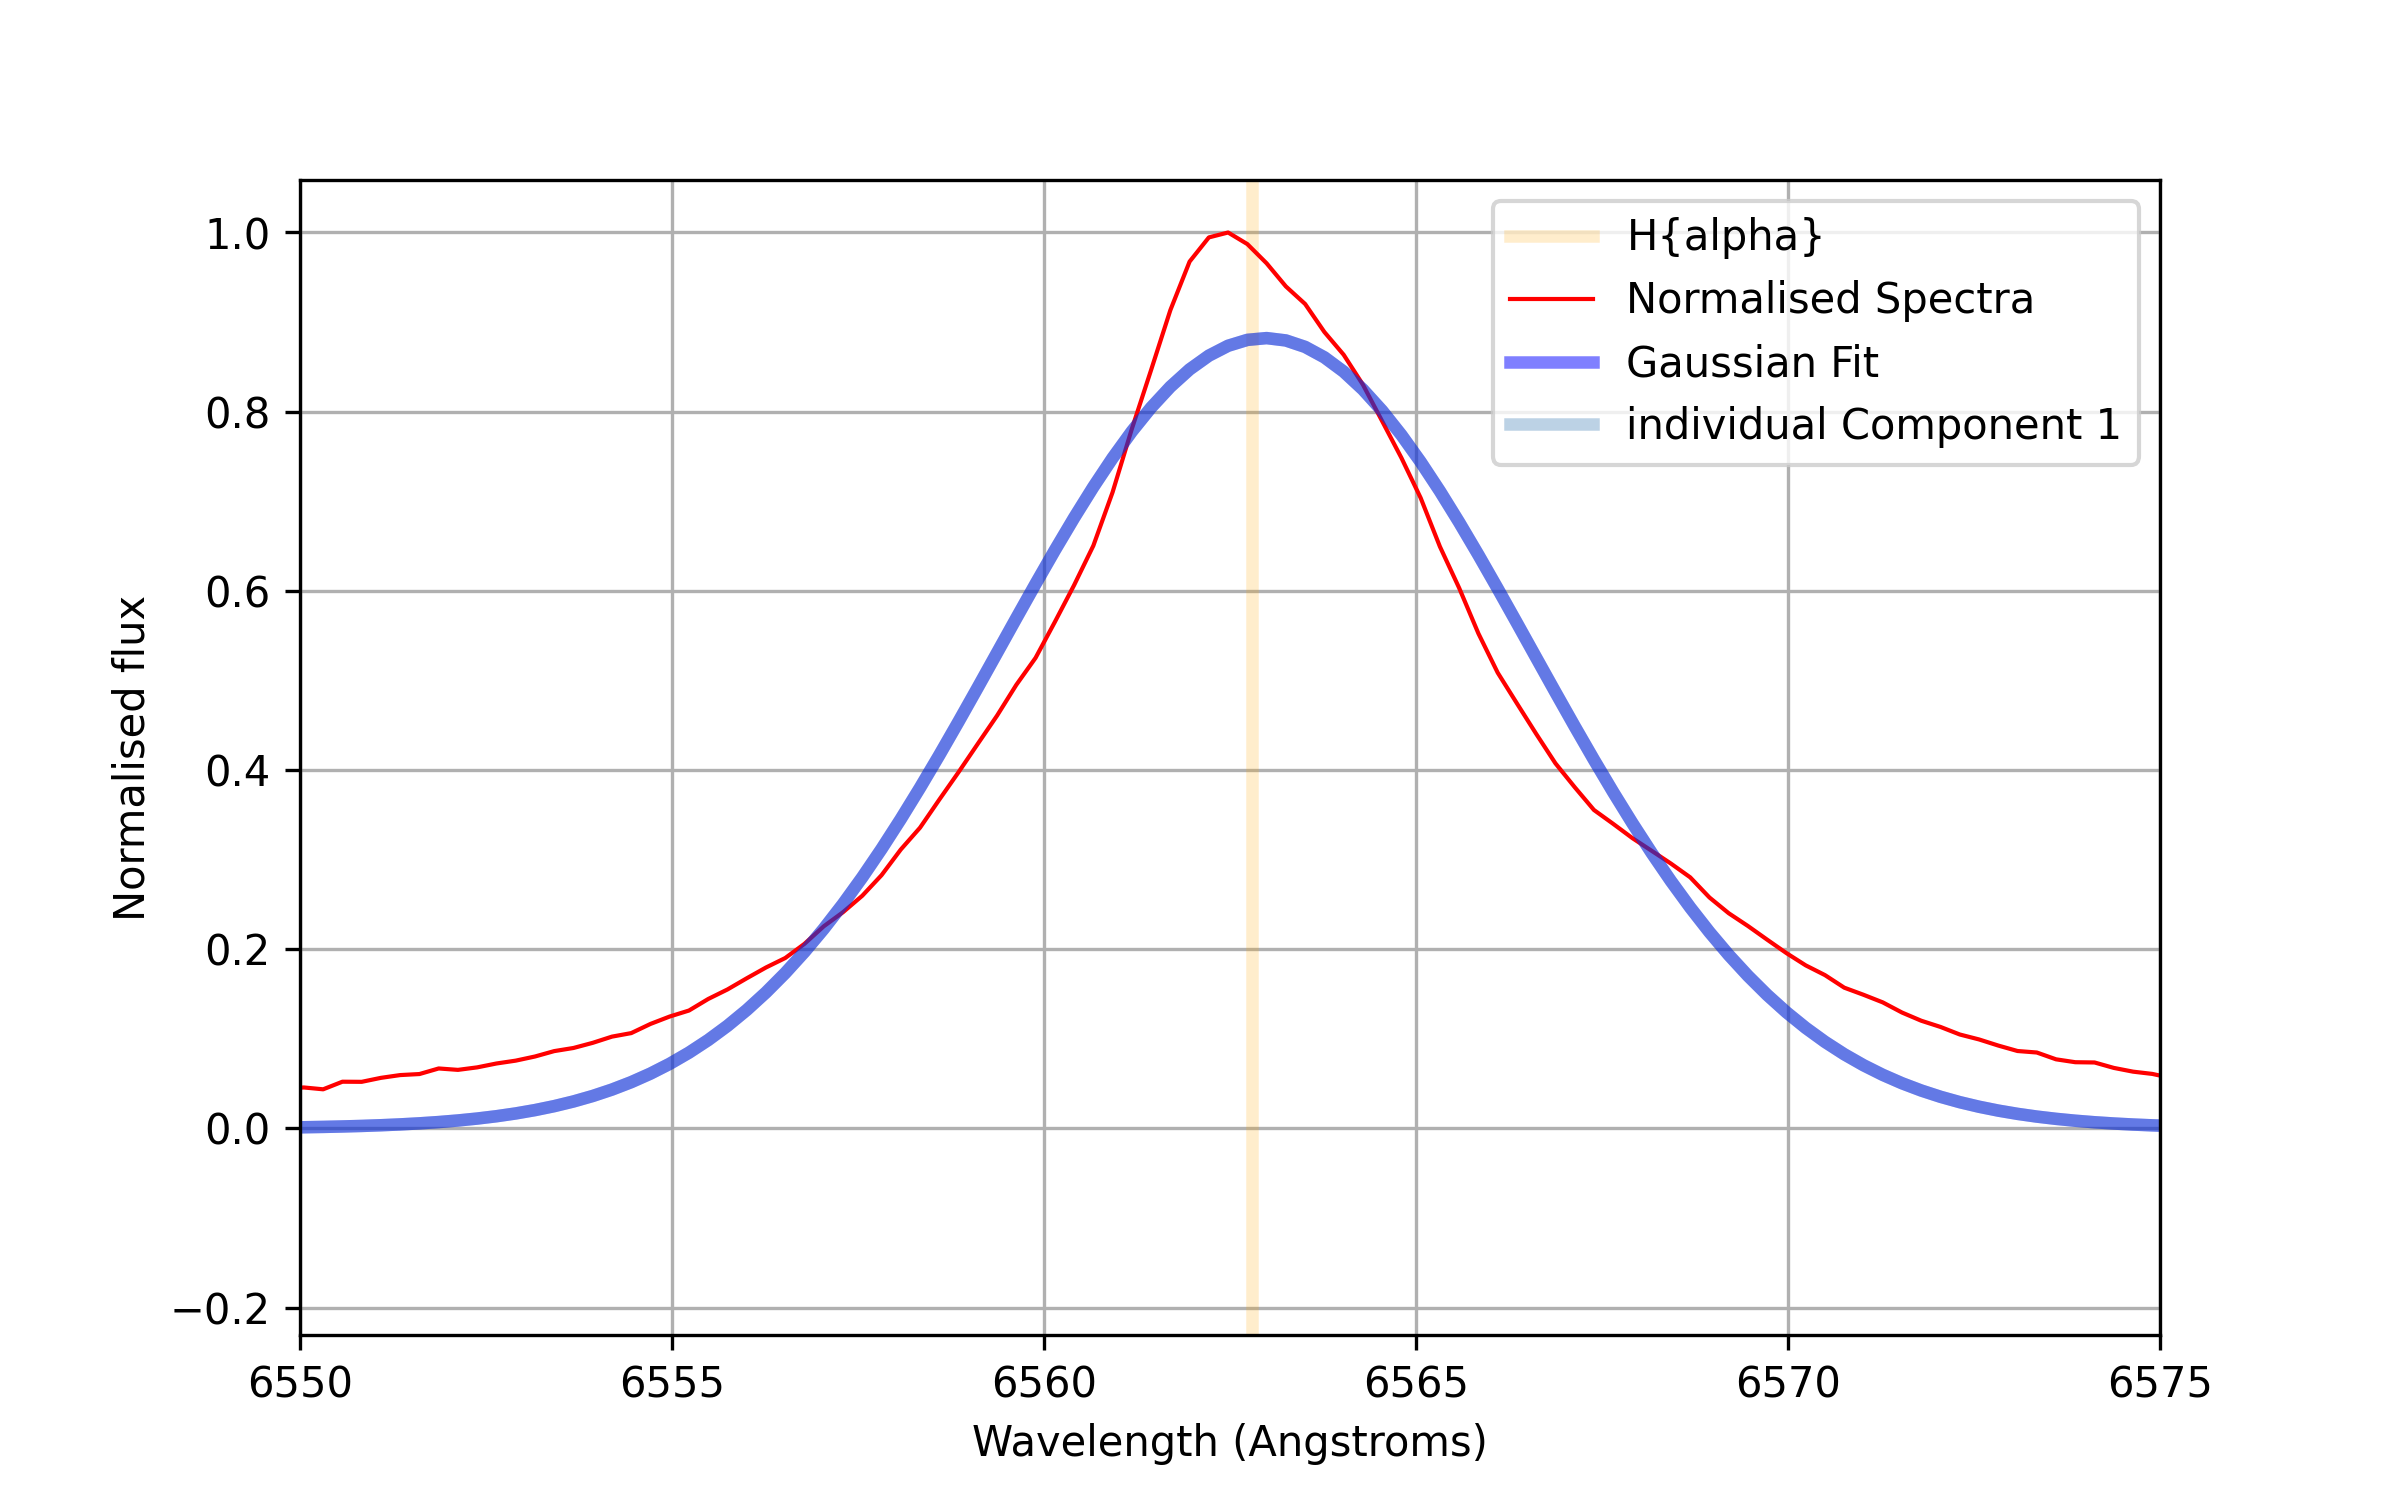 H{alpha}
Normalised Spectra
Gaussian Fit
individual Component 1
Normalised flux
1.0
0.8
0.6
0.4
0.2
0.0
−0.2
6550 6555 6560 6565 6570 6575
Wavelength (Angstroms)